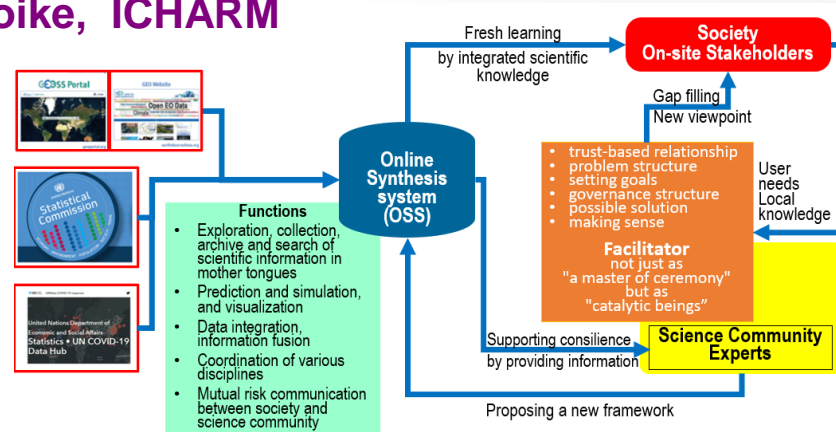 oike, ICHARM
GEOSS Portal
GEO Website
Open EO Data
Climate
geoportal.org
earthobservations.org
Statistical
Commission
United Nations Department of
Economic and Social Affairs
Statistics • UN COVID-19
Data Hub
Functions
• Exploration, collection,
archive and search of
scientific information in
mother tongues
• Prediction and simulation,
and visualization
• Data integration,
information fusion
• Coordination of various
disciplines
• Mutual risk communication
between society and
science community
Online
Synthesis
system
(OSS)
Fresh learning
by integrated scientific
knowledge
Society
On-site Stakeholders
Gap filling
New viewpoint
• trust-based relationship
• problem structure
• setting goals
• governance structure
• possible solution
• making sense
Facilitator
not just as
"a master of ceremony"
but as
"catalytic beings”
User
needs
Local
knowledge
Supporting consilience
by providing information
Science Community
Experts
Proposing a new framework